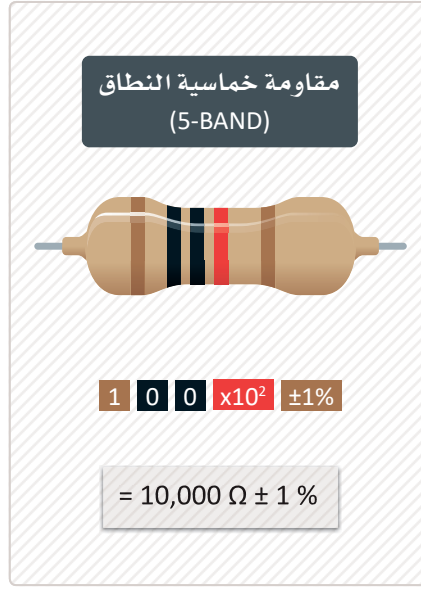 مقاومة خماسية النطاق
(5-BAND)
1 0 0 x10² ±1%
= 10,000 Ω ± 1 %